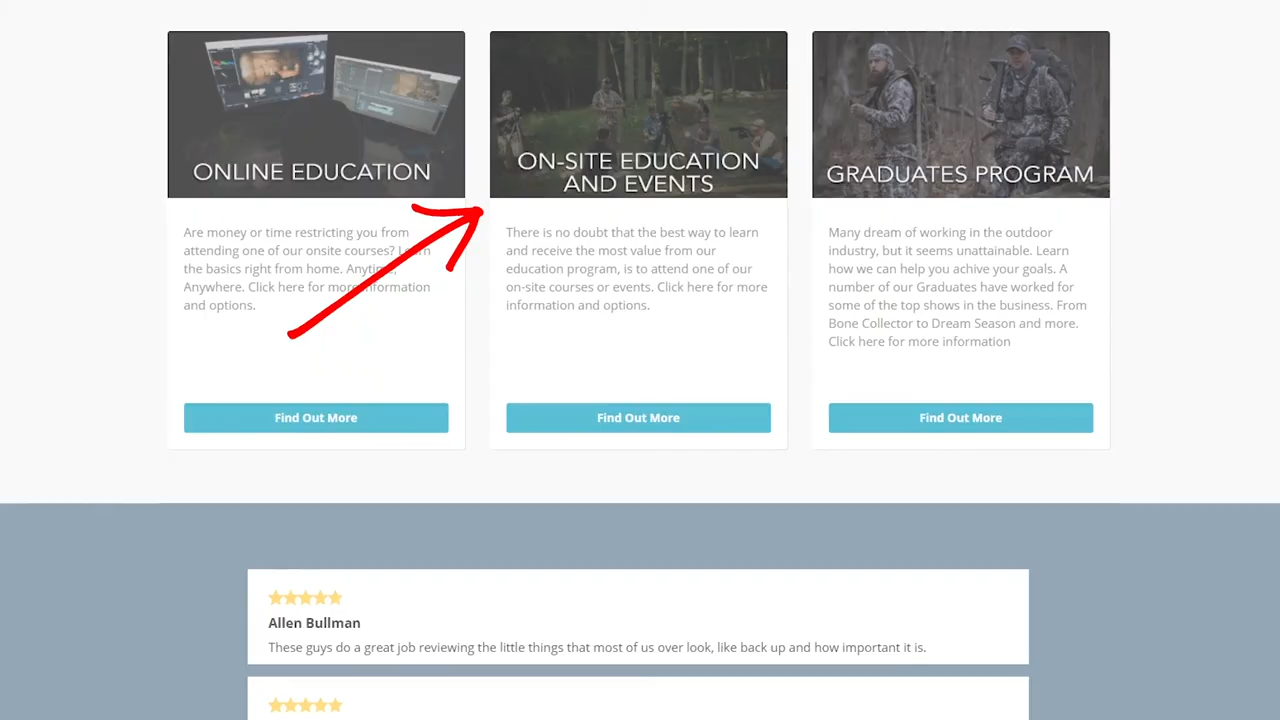 ONLINE EDUCATION
Are money or time restricting you from
attending one of our onsite courses? Learn
the basics right from home. Anytime,
Anywhere. Click here for more information
and options.
Find Out More
ON-SITE EDUCATION
AND EVENTS
There is no doubt that the best way to learn
and receive the most value from our
education program, is to attend one of our
on-site courses or events. Click here for more
information and options.
Find Out More
GRADUATES PROGRAM
Many dream of working in the outdoor
industry, but it seems unattainable. Learn
how we can help you achive your goals. A
number of our Graduates have worked for
some of the top shows in the business. From
Bone Collector to Dream Season and more.
Click here for more information
Find Out More
Allen Bullman
These guys do a great job reviewing the little things that most of us over look, like back up and how important it is.